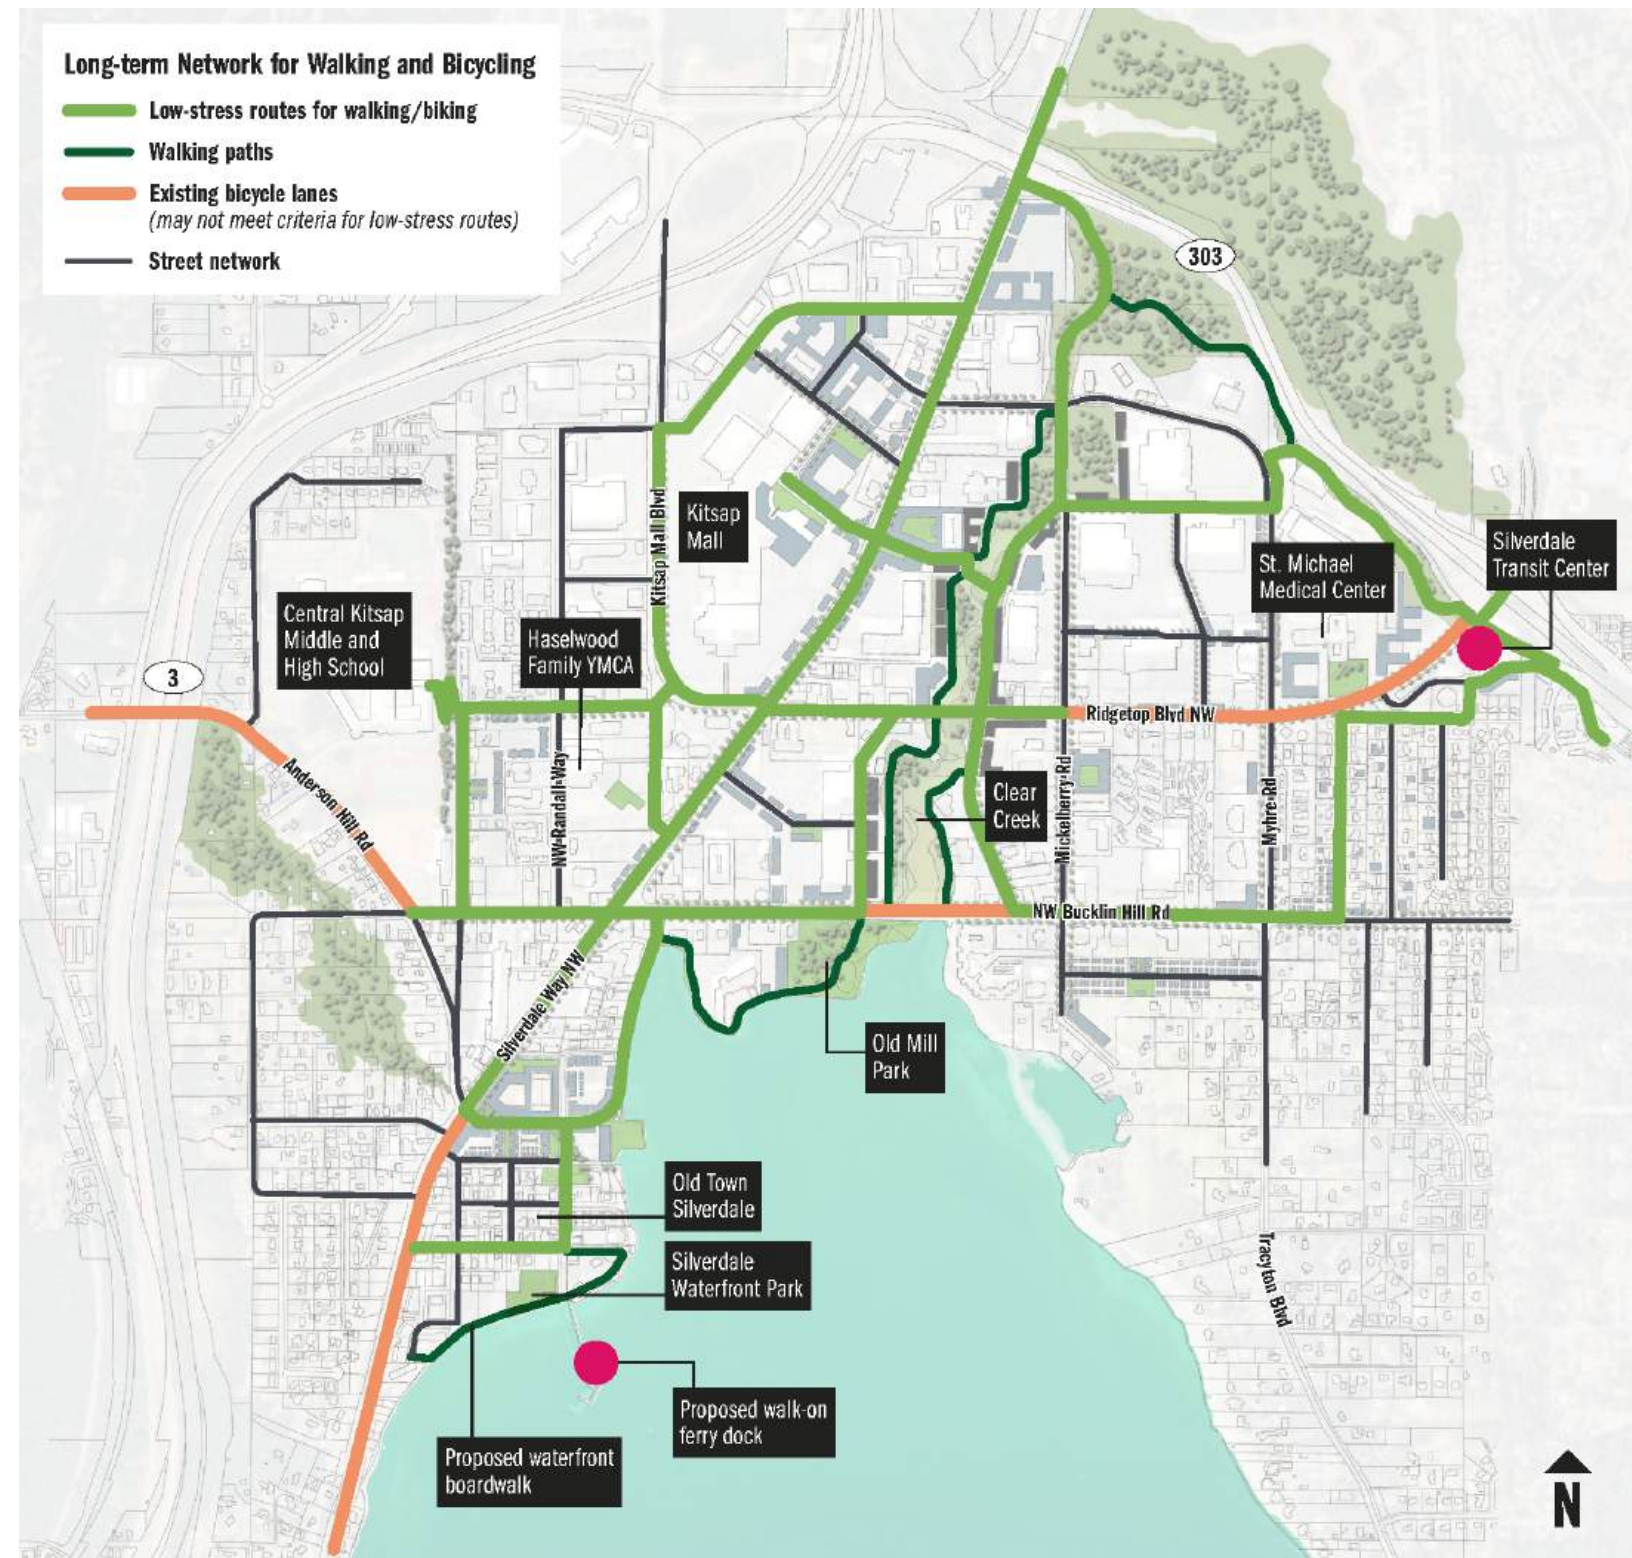 Long-term Network for Walking and Bicycling
Low-stress routes for walking/biking
Walking paths
Existing bicycle lanes
(may not meet criteria for low-stress routes)
Street network
303
Kitsap Mall Blvd
Kitsap
Mall
Silverdale
Transit Center
St. Michael
Medical Center
Central Kitsap
Middle and
High School
Haselwood
Family YMCA
3
Ridgetop Blvd NW
Anderson Hill Rd
NW Randall Way
Clear
Creek
Mickelberry Rd
Myhre Rd
NW Bucklin Hill Rd
Silverdale Way NW
Old Mill
Park
Old Town
Silverdale
Silverdale
Waterfront Park
Tracyton Blvd
Proposed walk-on
ferry dock
Proposed waterfront
boardwalk
N